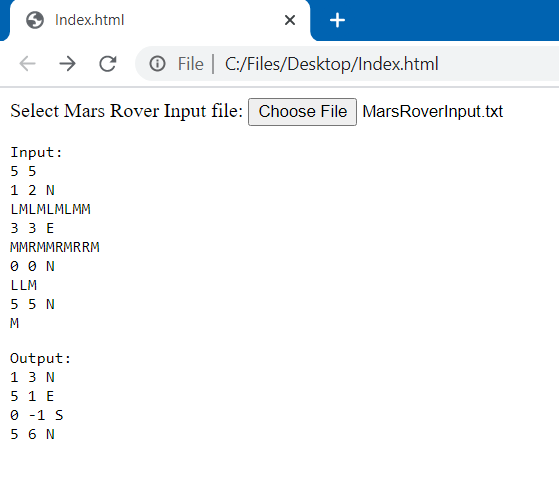 Index.html
File | C:/Files/Desktop/Index.html
Select Mars Rover Input file: Choose File MarsRoverInput.txt
Input:
5 5
1 2 N
LMLMLMLMM
3 3 E
MMRMMRMRRM
0 0 N
LLM
5 5 N
M
Output:
1 3 N
5 1 E
0 -1 S
5 6 N